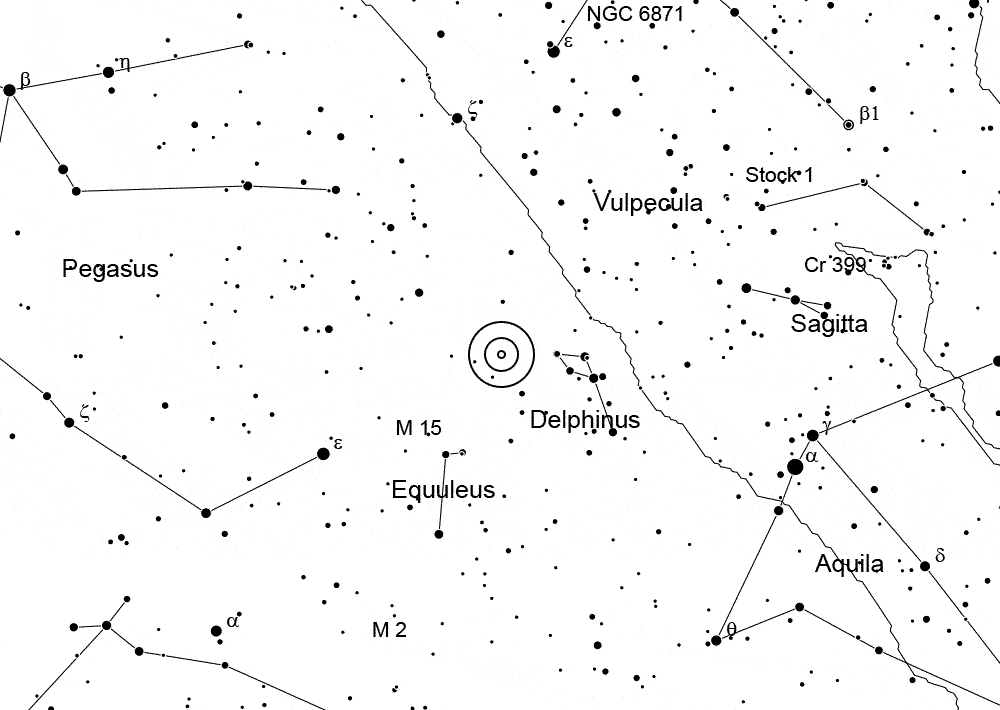 NGC 6871
ε
β
η
ζ
β1
Stock 1
Vulpecula
Pegasus
Cr 399
Sagitta
ζ
Delphinus
M 15
γ
ε
α
Equuleus
δ
Aquila
α
M 2
θ